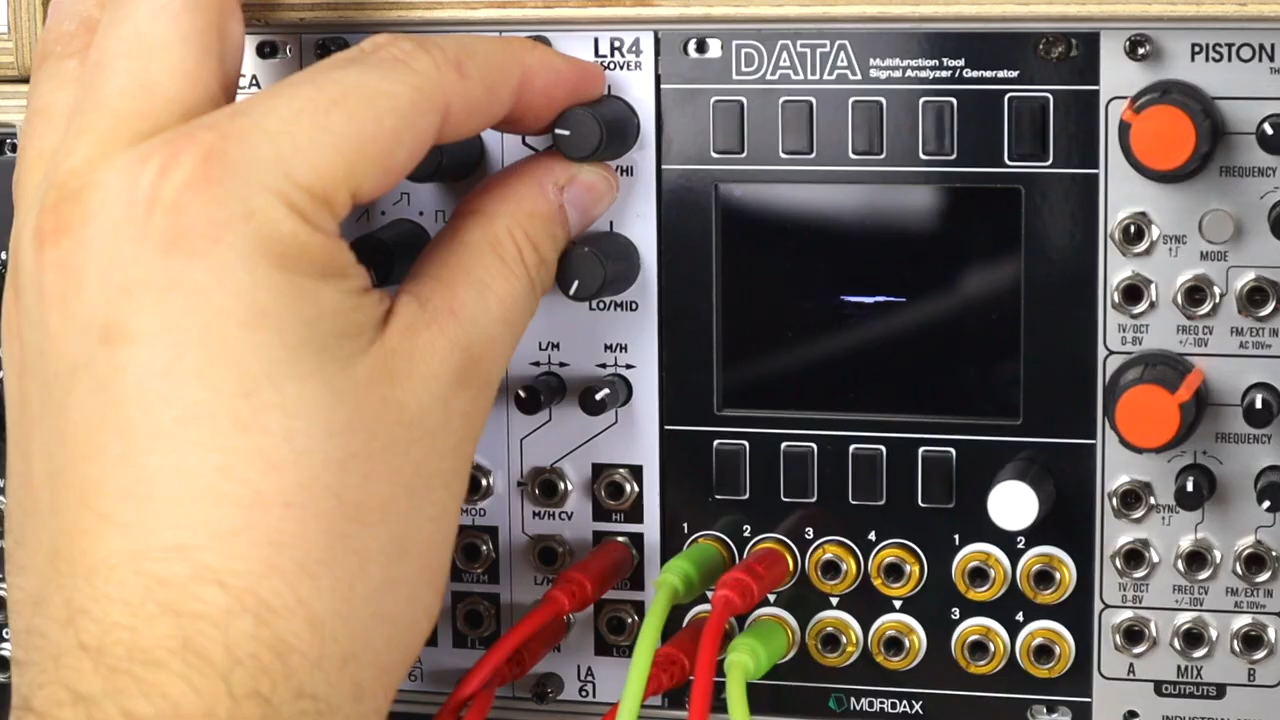 CA
LR4
SSOVER
/HI
LO/MID
L/M
M/H
M/H CV
HI
MOD
WFM
LO
LA
61
DATA
Multifunction Tool
Signal Analyzer / Generator
1
2
3
4
1
2
3
4
MORDAX
PISTON
TH
FREQUENCY
SYNC
MODE
1V/OCT
0-8V
FREQ CV
+/-10V
FM/EXT IN
AC 10Vpp
FREQUENCY
SYNC
1V/OCT
0-8V
FREQ CV
+/-10V
FM/EXT IN
AC 10Vpp
A
MIX
B
OUTPUTS